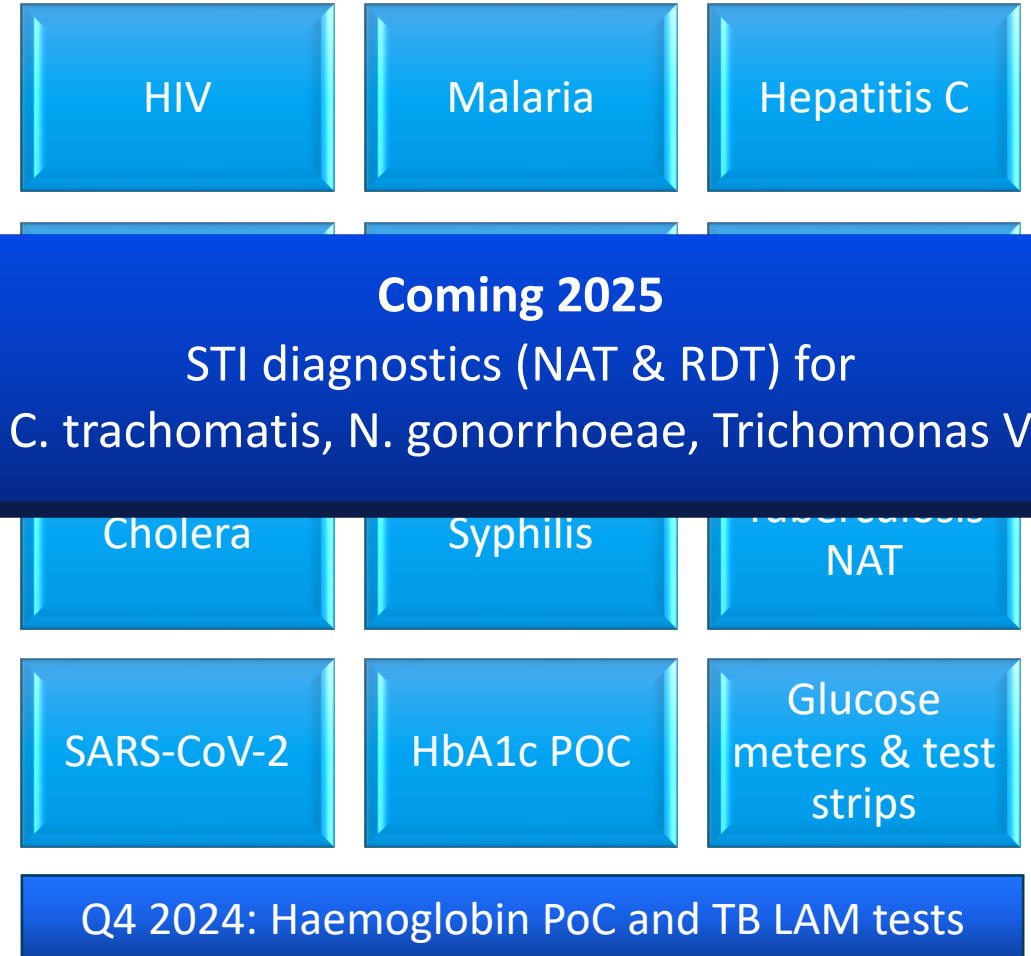 HIV
Malaria
Hepatitis C
Coming 2025
STI diagnostics (NAT & RDT) for
C. trachomatis, N. gonorrhoeae, Trichomonas V
Cholera
Syphilis
Tuberculosis
NAT
SARS-CoV-2
HbA1c POC
Glucose
meters & test
strips
Q4 2024: Haemoglobin PoC and TB LAM tests